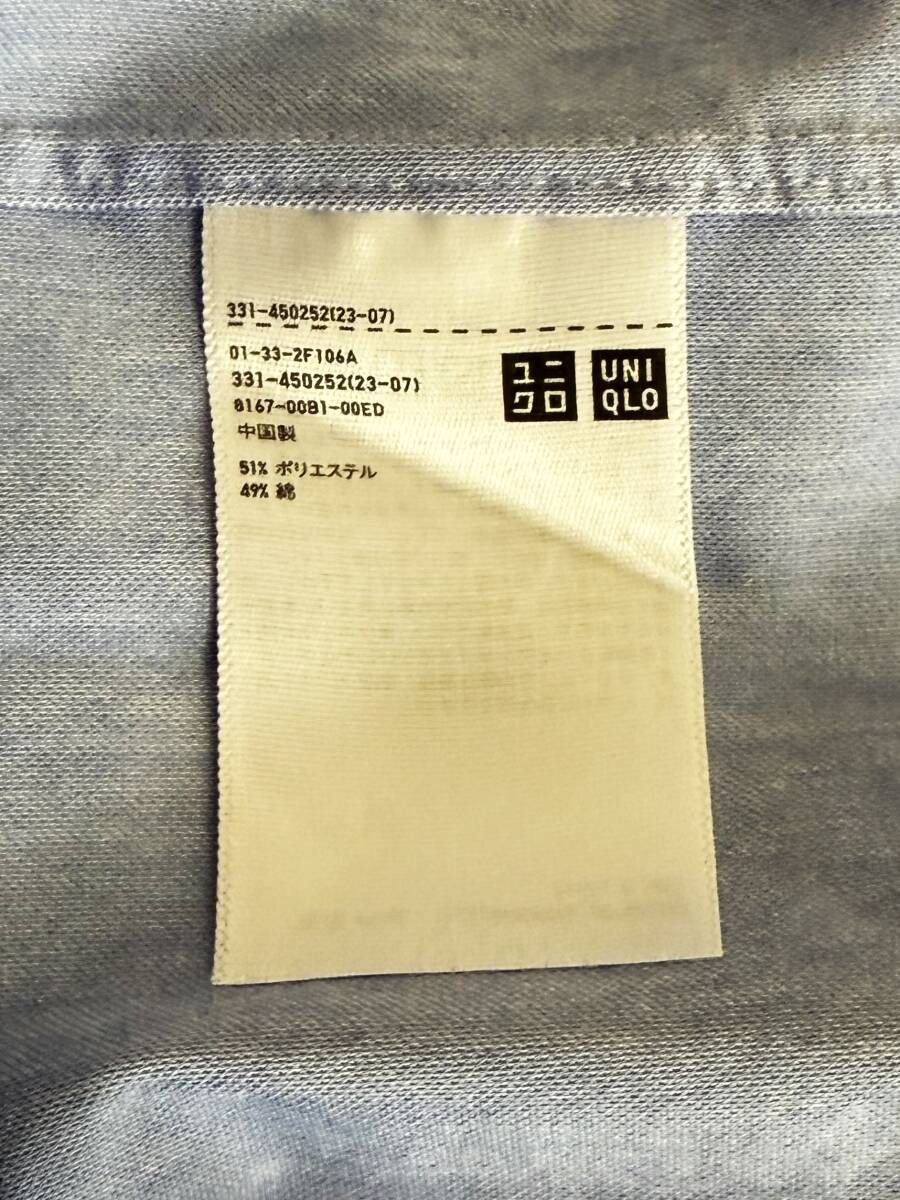 331-450252(23-07)
01-33-2F106A
331-450252(23-07)
8167-00B1-00ED
中国製
51% ポリエステル
49% 綿
ユニ
クロ
UNI
QLO